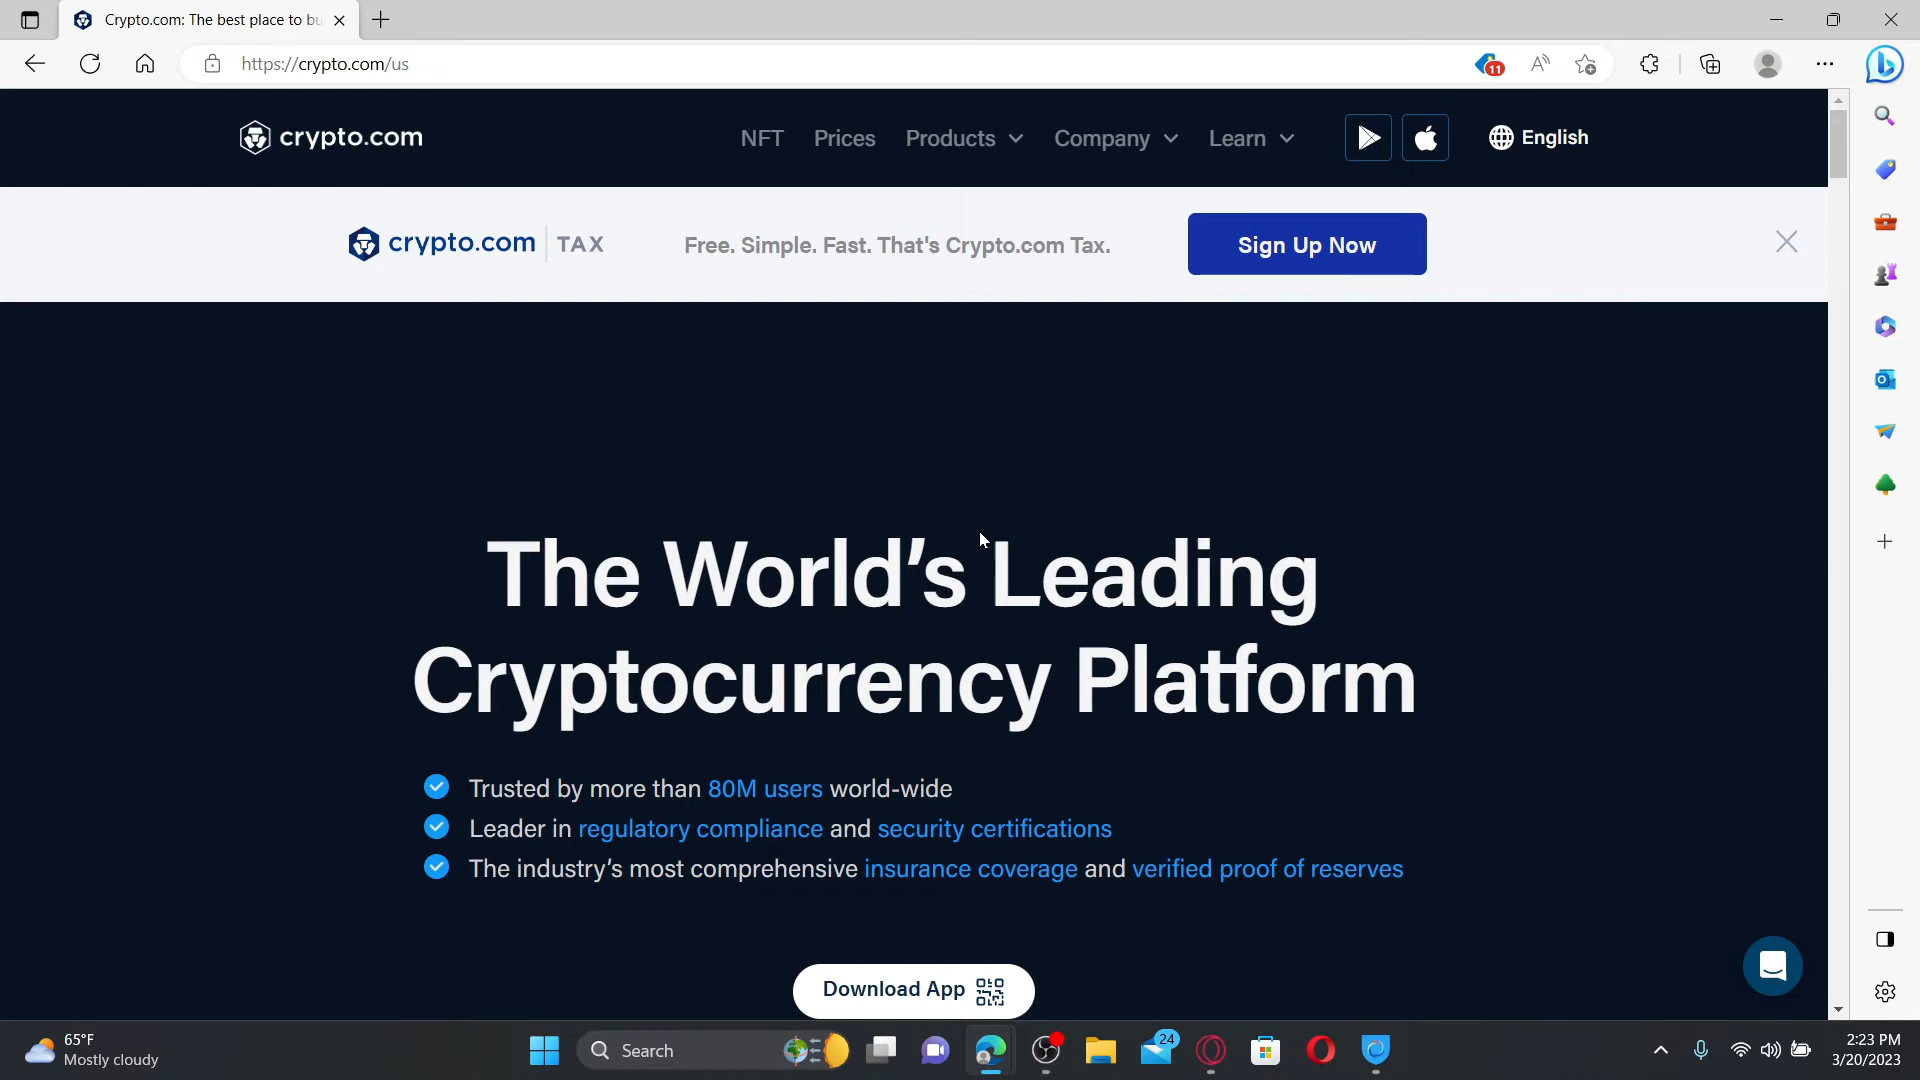 Crypto.com: The best place to bu
https://crypto.com/us
11
crypto.com
NFT
Prices
Products
Company
Learn
English
crypto.com
TAX
Free. Simple. Fast. That's Crypto.com Tax.
Sign Up Now
The World's Leading
Cryptocurrency Platform
Trusted by more than 80M users world-wide
Leader in regulatory compliance and security certifications
The industry's most comprehensive insurance coverage and verified proof of reserves
Download App
65°F
Mostly cloudy
Search
24
2:23 PM
3/20/2023